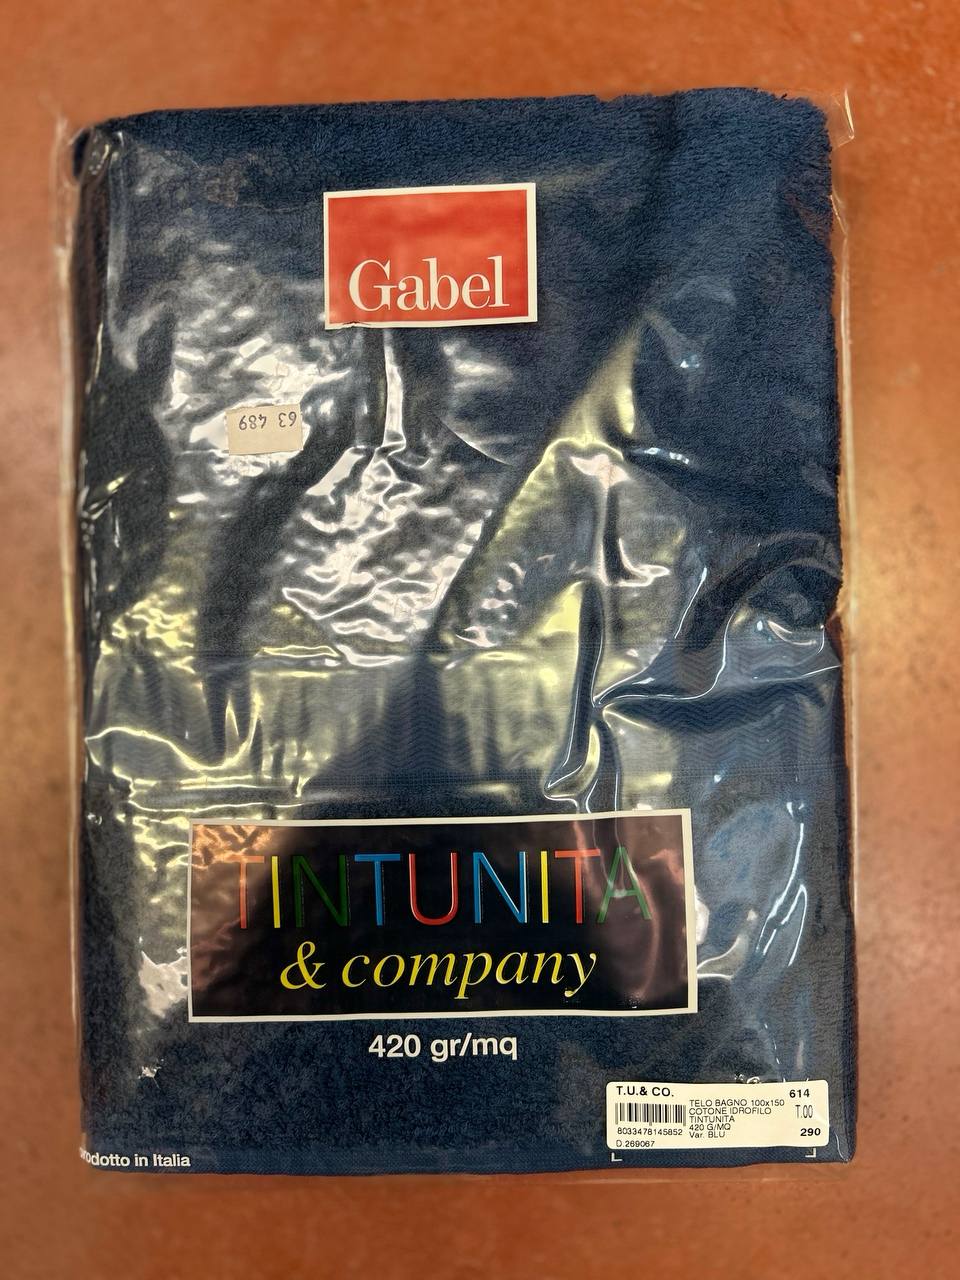 Gabel
63 489
TINTUNITA
& company
420 gr/mq
T.U.& CO.
614
TELO BAGNO 100x150
COTONE IDROFILO
TINTUNITA
420 G/MQ
Var. BLU
T.00
290
8033478145852
D.269067
rodotto in Italia